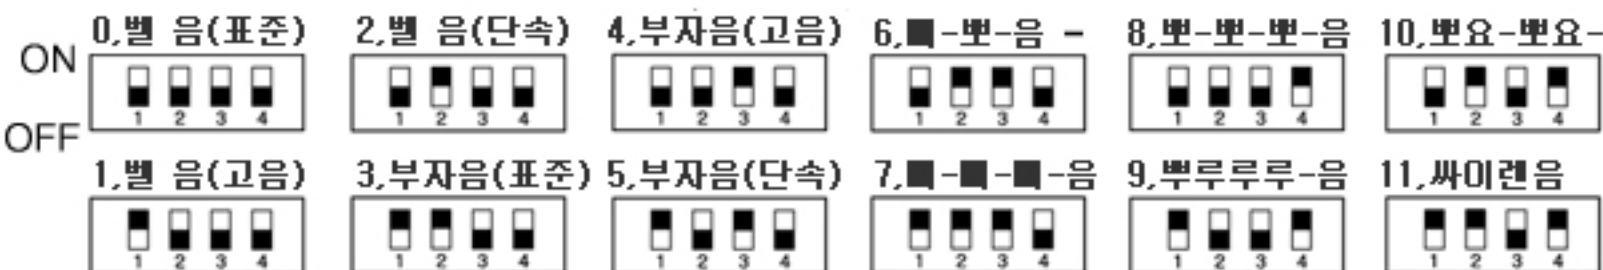 0,벨 음(표준) 2,벨 음(단속) 4,부자음(고음) 6,■-뽀-음 - 8,뽀-뽀-뽀-음 10,뽀요-뽀요-
ON
1 2 3 4 1 2 3 4 1 2 3 4 1 2 3 4 1 2 3 4 1 2 3 4
OFF
1,벨 음(고음) 3,부자음(표준) 5,부자음(단속) 7,■-■-■-음 9,뿌루루루-음 11,싸이렌음
1 2 3 4 1 2 3 4 1 2 3 4 1 2 3 4 1 2 3 4 1 2 3 4